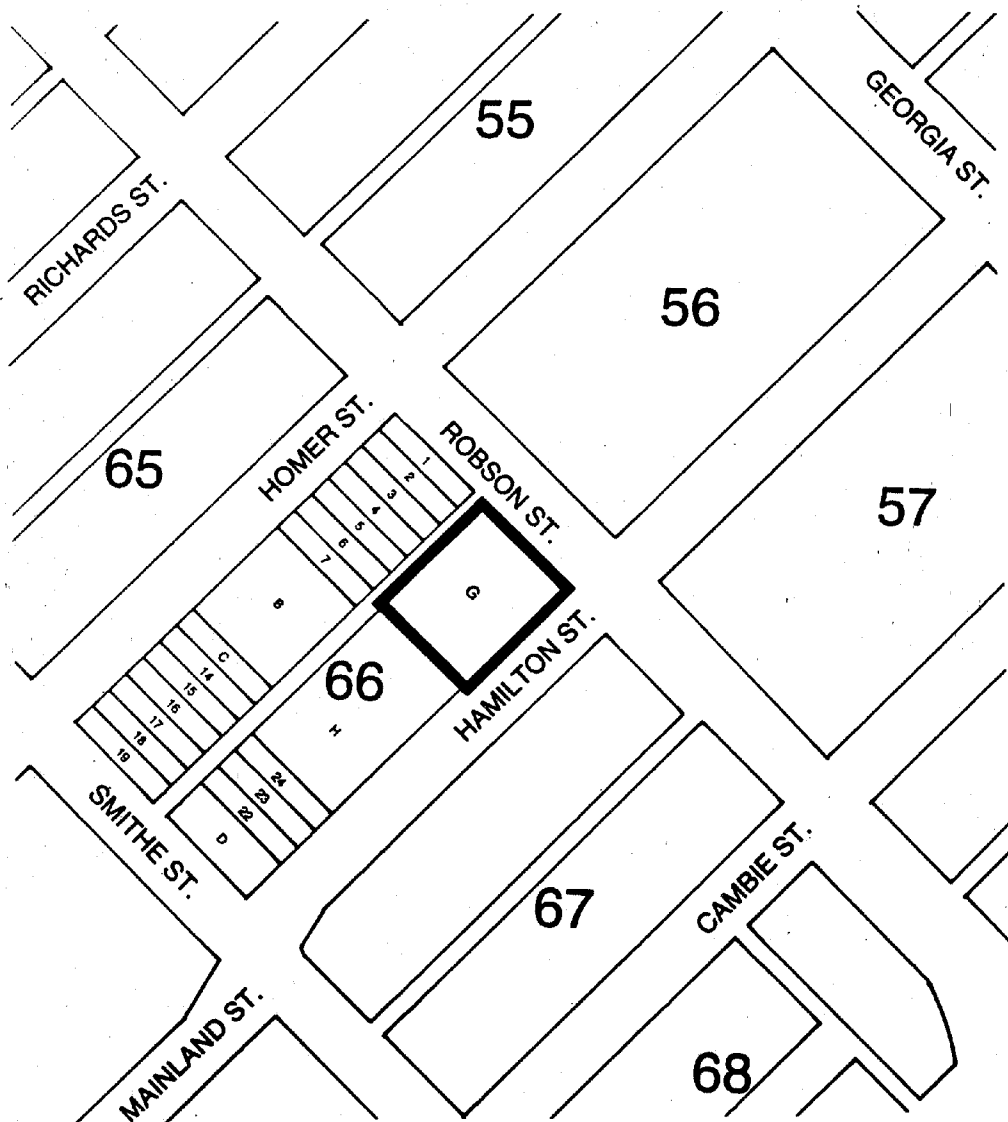 55
GEORGIA ST.
RICHARDS ST.
56
65
HOMER ST.
ROBSON ST.
57
1
2
3
4
5
6
7
B
G
C
14
15
16
17
18
19
66
H
HAMILTON ST.
24
23
22
D
SMITHE ST.
67
CAMBIE ST.
MAINLAND ST.
68